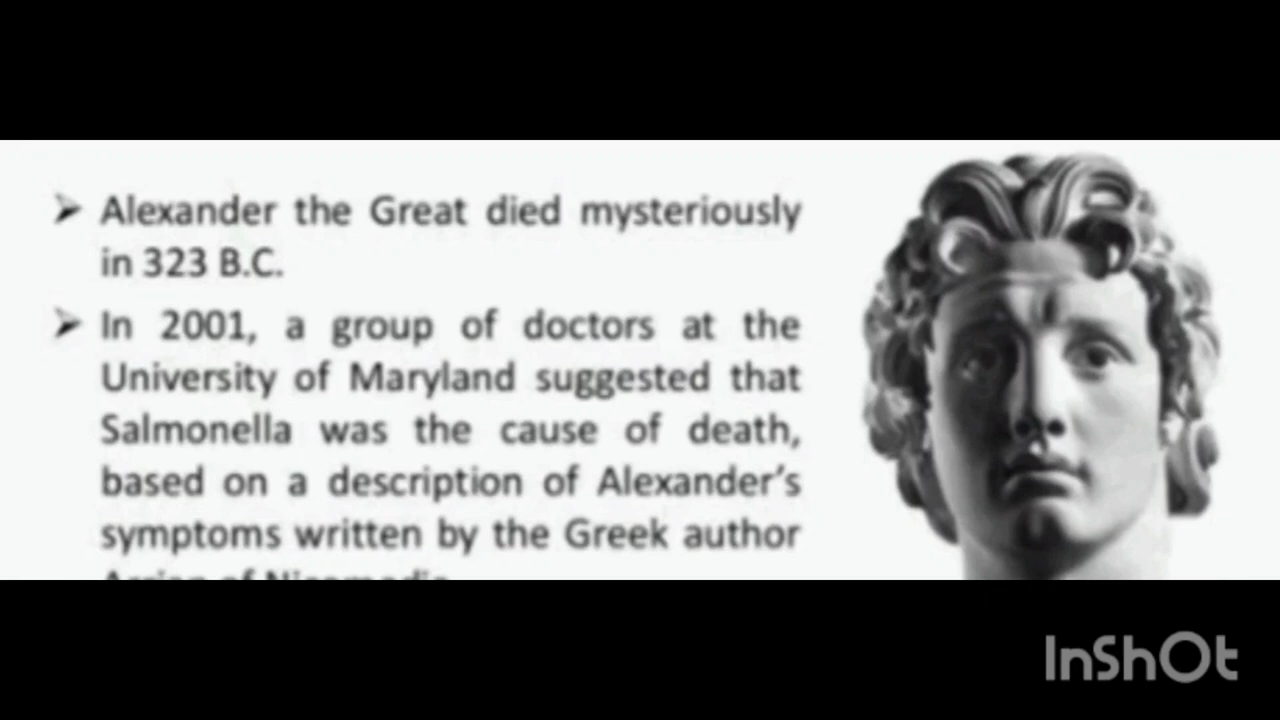 ➢ Alexander the Great died mysteriously
in 323 B.C.
➢ In 2001, a group of doctors at the
University of Maryland suggested that
Salmonella was the cause of death,
based on a description of Alexander’s
symptoms written by the Greek author
InShOt